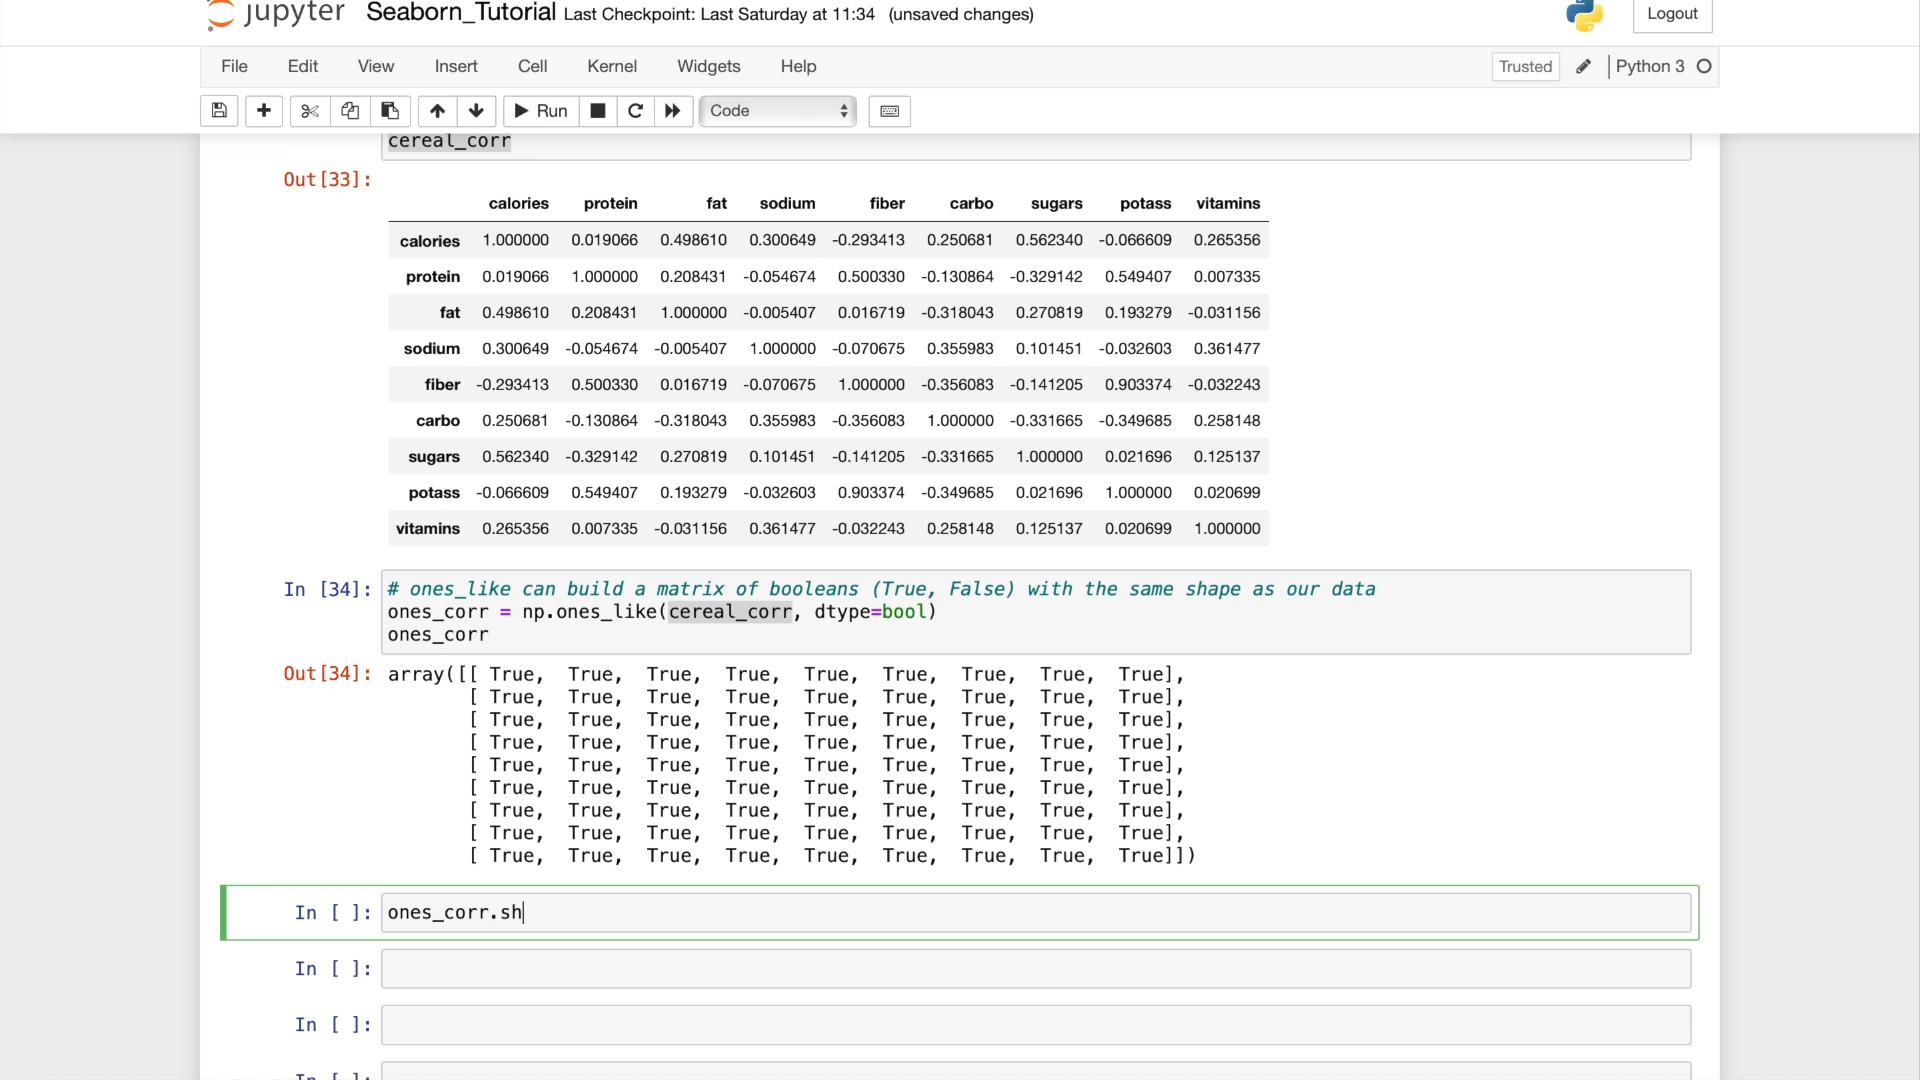 jupyter Seaborn_Tutorial Last Checkpoint: Last Saturday at 11:34 (unsaved changes) Logout
File Edit View Insert Cell Kernel Widgets Help Trusted Python 3
Run Code
cereal_corr
Out[33]:
calories protein fat sodium fiber carbo sugars potass vitamins
calories 1.000000 0.019066 0.498610 0.300649 -0.293413 0.250681 0.562340 -0.066609 0.265356
protein 0.019066 1.000000 0.208431 -0.054674 0.500330 -0.130864 -0.329142 0.549407 0.007335
fat 0.498610 0.208431 1.000000 -0.005407 0.016719 -0.318043 0.270819 0.193279 -0.031156
sodium 0.300649 -0.054674 -0.005407 1.000000 -0.070675 0.355983 0.101451 -0.032603 0.361477
fiber -0.293413 0.500330 0.016719 -0.070675 1.000000 -0.356083 -0.141205 0.903374 -0.032243
carbo 0.250681 -0.130864 -0.318043 0.355983 -0.356083 1.000000 -0.331665 -0.349685 0.258148
sugars 0.562340 -0.329142 0.270819 0.101451 -0.141205 -0.331665 1.000000 0.021696 0.125137
potass -0.066609 0.549407 0.193279 -0.032603 0.903374 -0.349685 0.021696 1.000000 0.020699
vitamins 0.265356 0.007335 -0.031156 0.361477 -0.032243 0.258148 0.125137 0.020699 1.000000
In [34]: # ones_like can build a matrix of booleans (True, False) with the same shape as our data
ones_corr = np.ones_like(cereal_corr, dtype=bool)
ones_corr
Out[34]: array([[ True, True, True, True, True, True, True, True, True],
[ True, True, True, True, True, True, True, True, True],
[ True, True, True, True, True, True, True, True, True],
[ True, True, True, True, True, True, True, True, True],
[ True, True, True, True, True, True, True, True, True],
[ True, True, True, True, True, True, True, True, True],
[ True, True, True, True, True, True, True, True, True],
[ True, True, True, True, True, True, True, True, True],
[ True, True, True, True, True, True, True, True, True]])
In [ ]: ones_corr.sh
In [ ]:
In [ ]:
In [ ]: